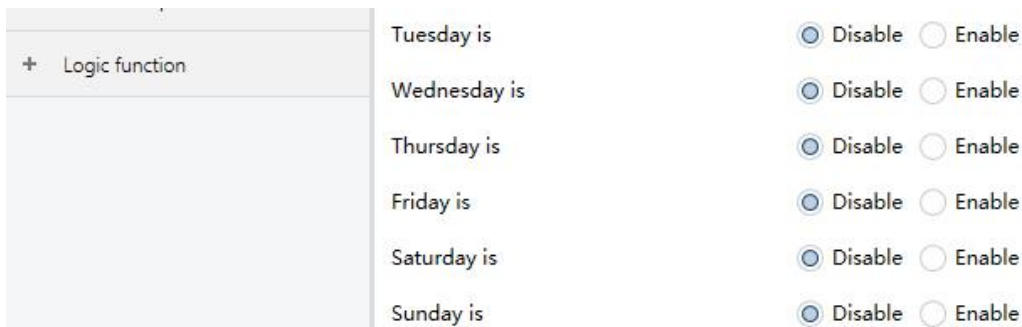 Tuesday is Disable Enable
+ Logic function
Wednesday is Disable Enable
Thursday is Disable Enable
Friday is Disable Enable
Saturday is Disable Enable
Sunday is Disable Enable